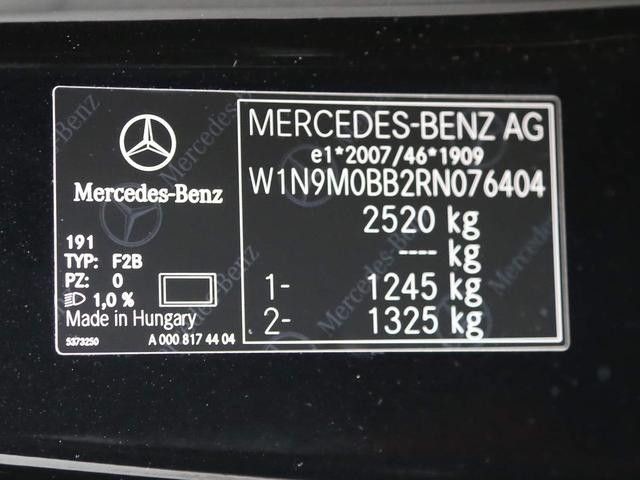 Mercedes-Benz
191
TYP: F2B
PZ: 0
1,0 %
Made in Hungary
5373250
A 000 817 44 04
MERCEDES-BENZ AG
e1*2007/46*1909
W1N9M0BB2RN076404
2520 kg
---- kg
1- 1245 kg
2- 1325 kg